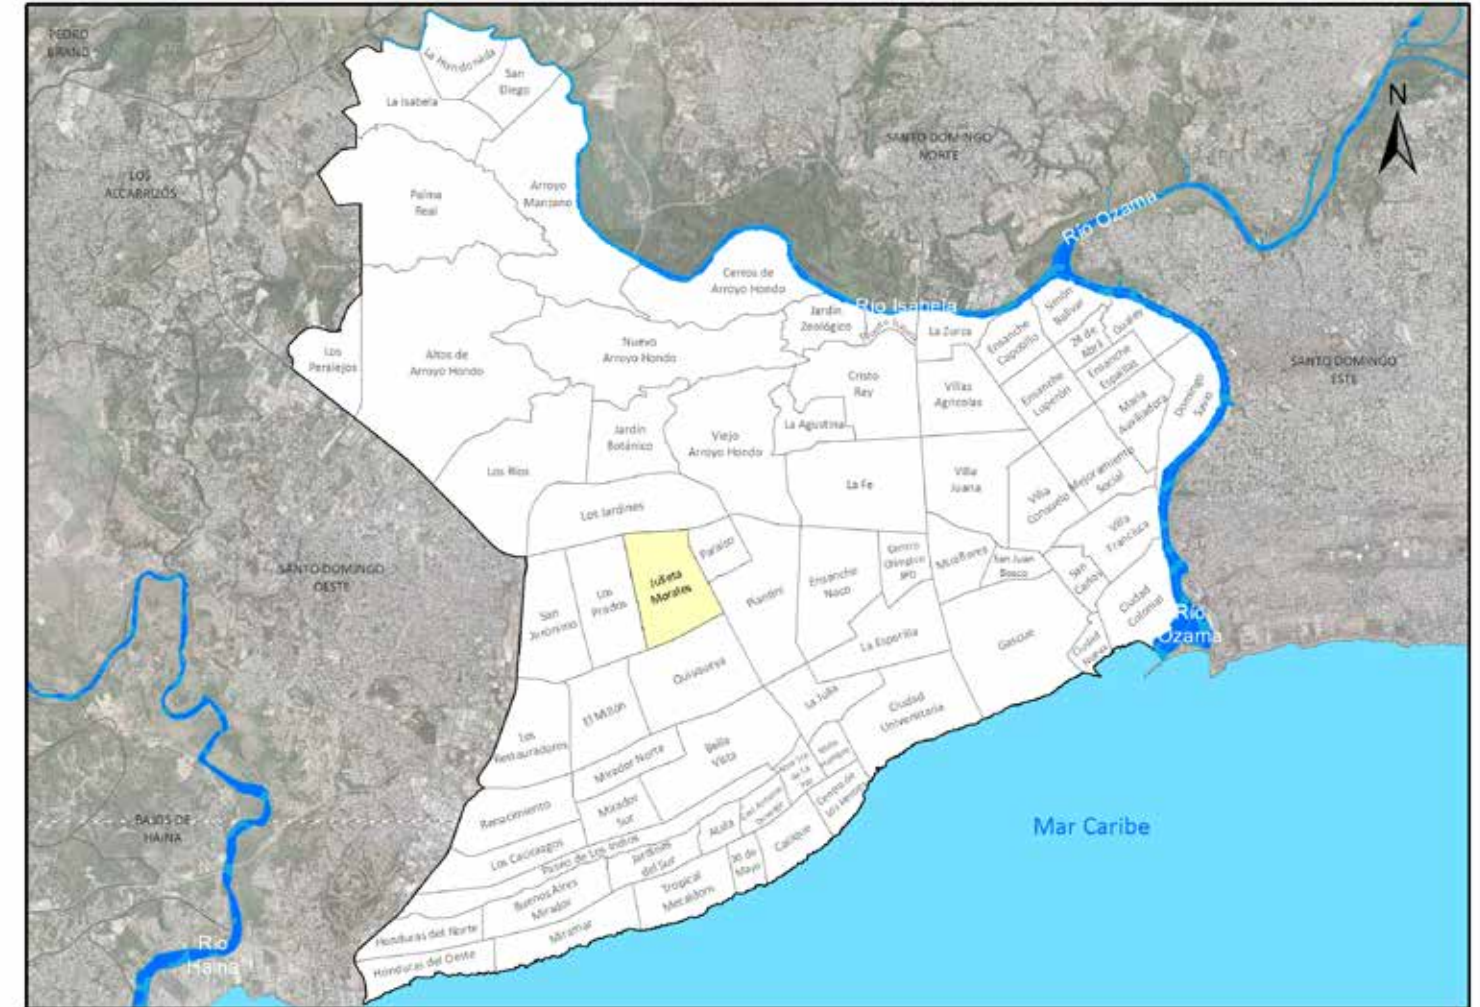 PEDRO
BRAND
La Hondonada
San
Diego
La Isabela
N
SANTO DOMINGO
NORTE
LOS
ALCARRIZOS
Palma
Real
Arroyo
Manzano
Río Ozama
Cerros de
Arroyo Hondo
Río Isabela
Jardín
Zoológico
La Zurza
Ensanche
Capotillo
Simón
Bolívar
24 de
Abril
Gualey
Los
Peralejos
Altos de
Arroyo Hondo
Nuevo
Arroyo Hondo
Cristo
Rey
Villas
Agrícolas
Ensanche
Luperón
Ensanche
Espaillat
María
Auxiliadora
Domingo
Savio
SANTO DOMINGO
ESTE
Jardín
Botánico
Viejo
Arroyo Hondo
La Agustina
Los Ríos
La Fe
Villa
Juana
Villa
Consuelo
Mejoramiento
Social
Los Jardines
Villa
Francisca
SANTO DOMINGO
OESTE
San
Jerónimo
Los
Prados
Julieta
Morales
Paraíso
Piantini
Ensanche
Naco
Centro
Olímpico
JPD
Miraflores
San Juan
Bosco
San
Carlos
Ciudad
Colonial
Río
Ozama
Ciudad
Nueva
Gascue
La Esperilla
Quisqueya
La Julia
Ciudad
Universitaria
El Millón
Los
Restauradores
Mirador Norte
Bella
Vista
Renacimiento
Mirador
Sur
Los Cacicazgos
Paseo de Los Indios
Atala
Cacique
30 de
Mayo
Jardines
del Sur
Tropical
Metaldom
Buenos Aires
Mirador
Miramar
Honduras del Norte
Honduras del Oeste
BAJOS DE
HAINA
Río
Haina
Mar Caribe